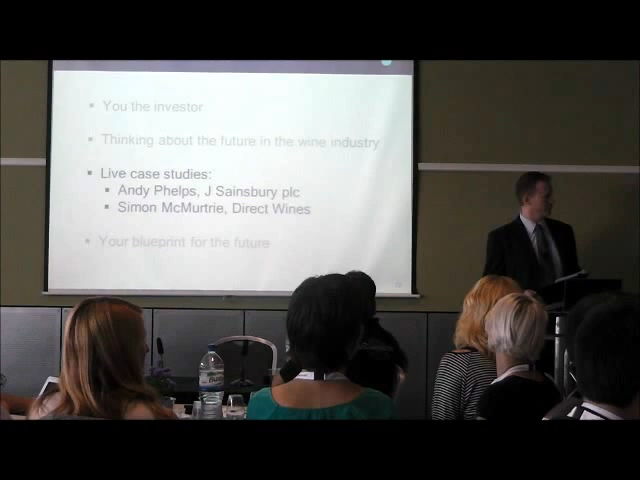 ▪ You the investor
▪ Thinking about the future in the wine industry
▪ Live case studies:
▪ Andy Phelps, J Sainsbury plc
▪ Simon McMurtrie, Direct Wines
▪ Your blueprint for the future